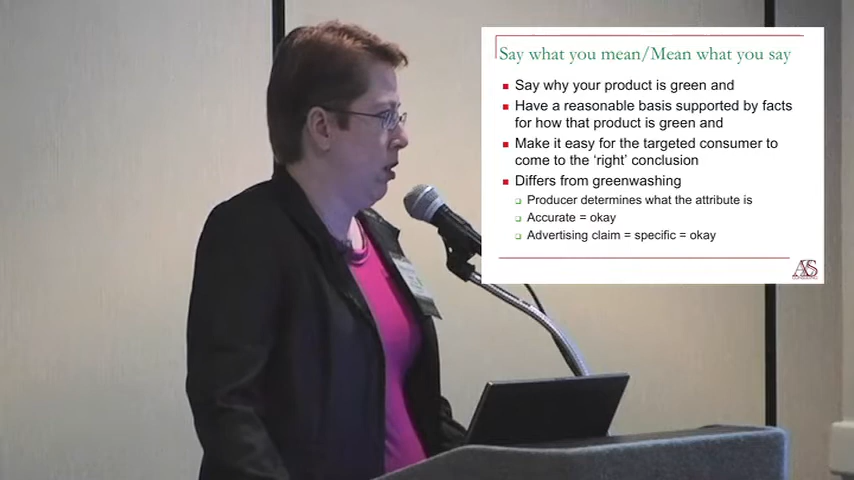 Say what you mean/Mean what you say
Say why your product is green and
Have a reasonable basis supported by facts
for how that product is green and
Make it easy for the targeted consumer to
come to the ‘right’ conclusion
Differs from greenwashing
Producer determines what the attribute is
Accurate = okay
Advertising claim = specific = okay
AS